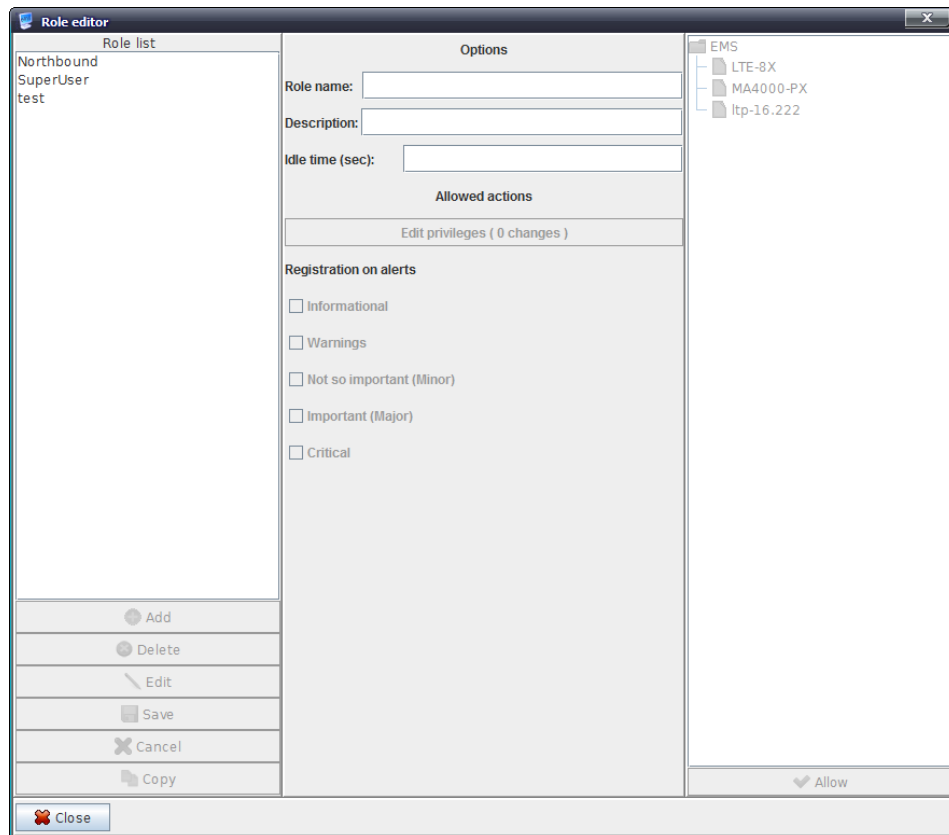 Role editor
x
Role list
Northbound
SuperUser
test
Add
Delete
Edit
Save
Cancel
Copy
Close
Options
Role name:
Description:
Idle time (sec):
Allowed actions
Edit privileges ( 0 changes )
Registration on alerts
Informational
Warnings
Not so important (Minor)
Important (Major)
Critical
EMS
LTE-8X
MA4000-PX
ltp-16.222
Allow